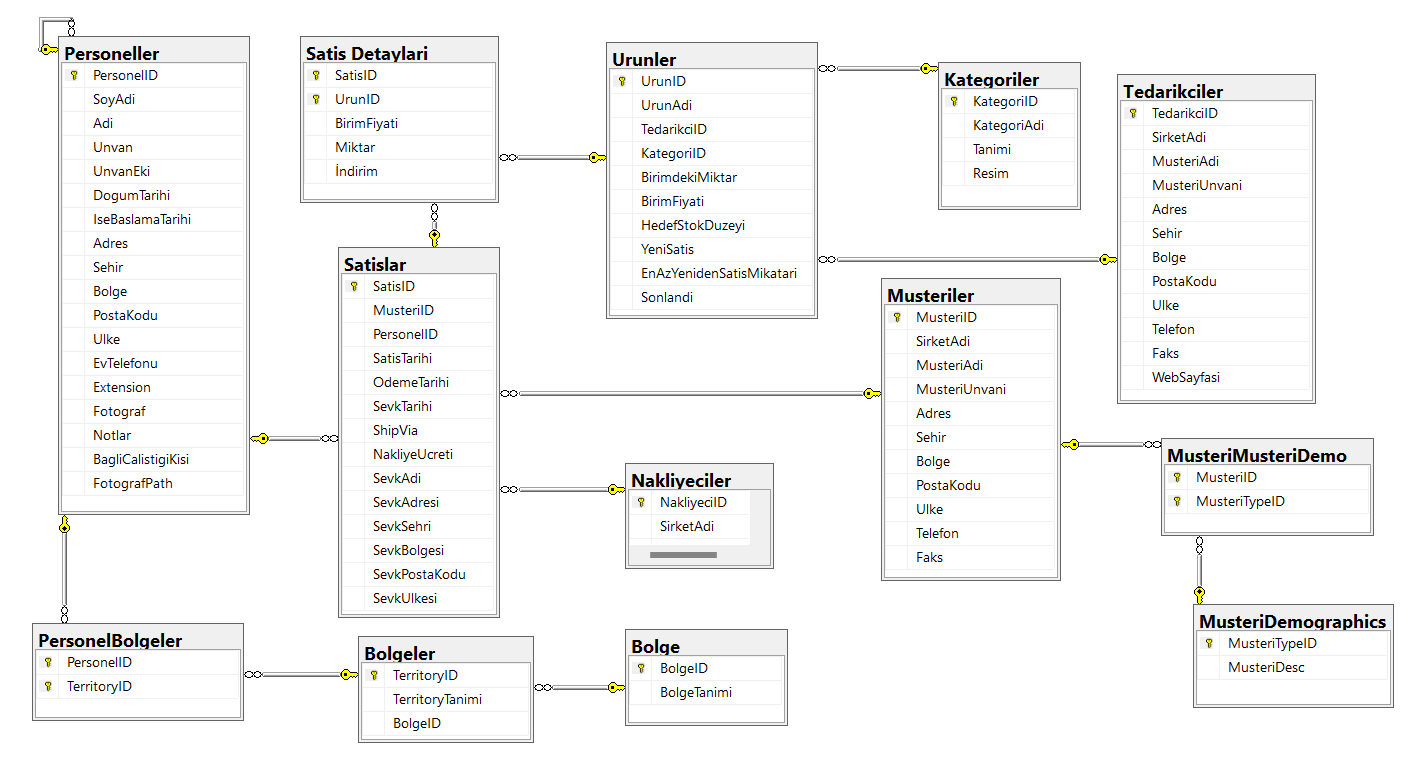 Personeller
PersonelID
SoyAdi
Adi
Unvan
UnvanEki
DogumTarihi
IseBaslamaTarihi
Adres
Sehir
Bolge
PostaKodu
Ulke
EvTelefonu
Extension
Fotograf
Notlar
BagliCalistigiKisi
FotografPath
Satis Detaylari
SatisID
UrunID
BirimFiyati
Miktar
İndirim
Urunler
UrunID
UrunAdi
TedarikciID
KategoriID
BirimdekiMiktar
BirimFiyati
HedefStokDuzeyi
YeniSatis
EnAzYenidenSatisMikatari
Sonlandi
Kategoriler
KategoriID
KategoriAdi
Tanimi
Resim
Tedarikciler
TedarikciID
SirketAdi
MusteriAdi
MusteriUnvani
Adres
Sehir
Bolge
PostaKodu
Ulke
Telefon
Faks
WebSayfasi
Satislar
SatisID
MusteriID
PersonelID
SatisTarihi
OdemeTarihi
SevkTarihi
ShipVia
NakliyeUcreti
SevkAdi
SevkAdresi
SevkSehri
SevkBolgesi
SevkPostaKodu
SevkUlkesi
Musteriler
MusteriID
SirketAdi
MusteriAdi
MusteriUnvani
Adres
Sehir
Bolge
PostaKodu
Ulke
Telefon
Faks
Nakliyeciler
NakliyeciID
SirketAdi
MusteriMusteriDemo
MusteriID
MusteriTypeID
MusteriDemographics
MusteriTypeID
MusteriDesc
PersonelBolgeler
PersonelID
TerritoryID
Bolgeler
TerritoryID
TerritoryTanimi
BolgeID
Bolge
BolgeID
BolgeTanimi